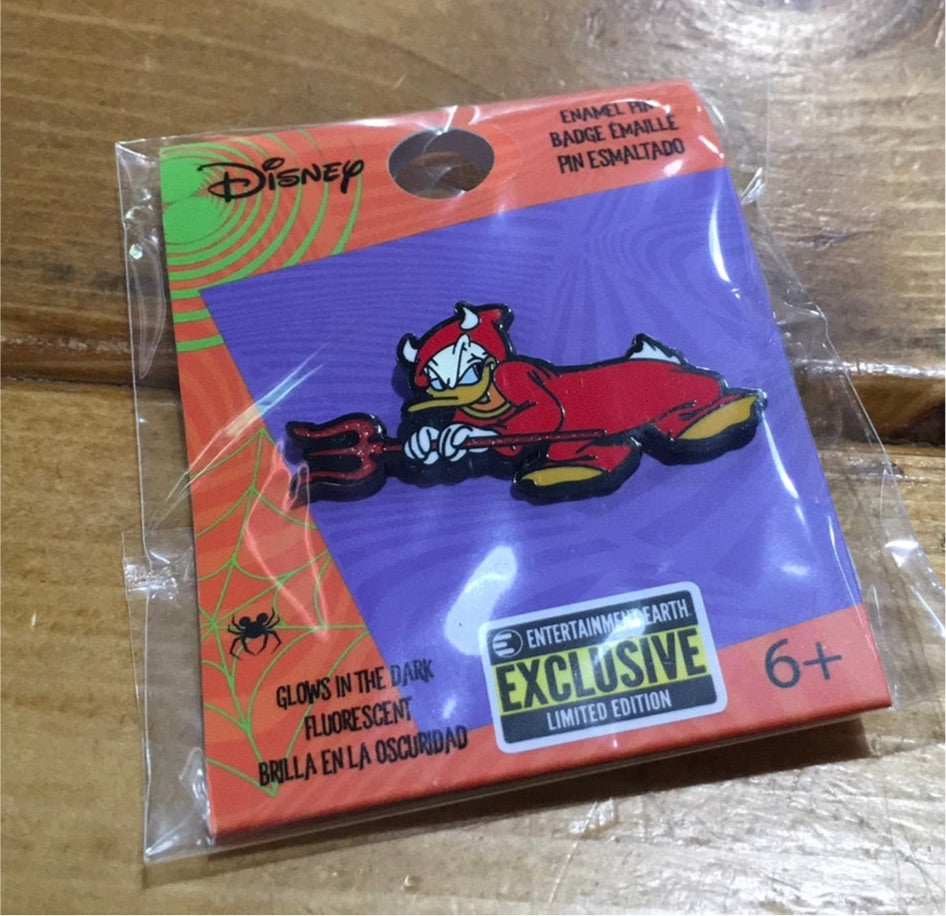 Disney
ENAMEL PIN
BADGE ÉMAILLÉ
PIN ESMALTADO
ENTERTAINMENT EARTH
EXCLUSIVE
LIMITED EDITION
6+
GLOWS IN THE DARK
FLUORESCENT
BRILLA EN LA OSCURIDAD